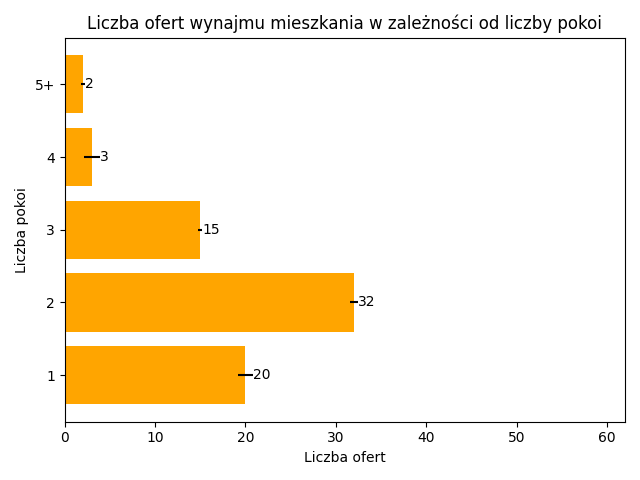 Liczba ofert wynajmu mieszkania w zależności od liczby pokoi
Liczba pokoi
5+ 2
4 3
3 15
2 32
1 20
0 10 20 30 40 50 60
Liczba ofert